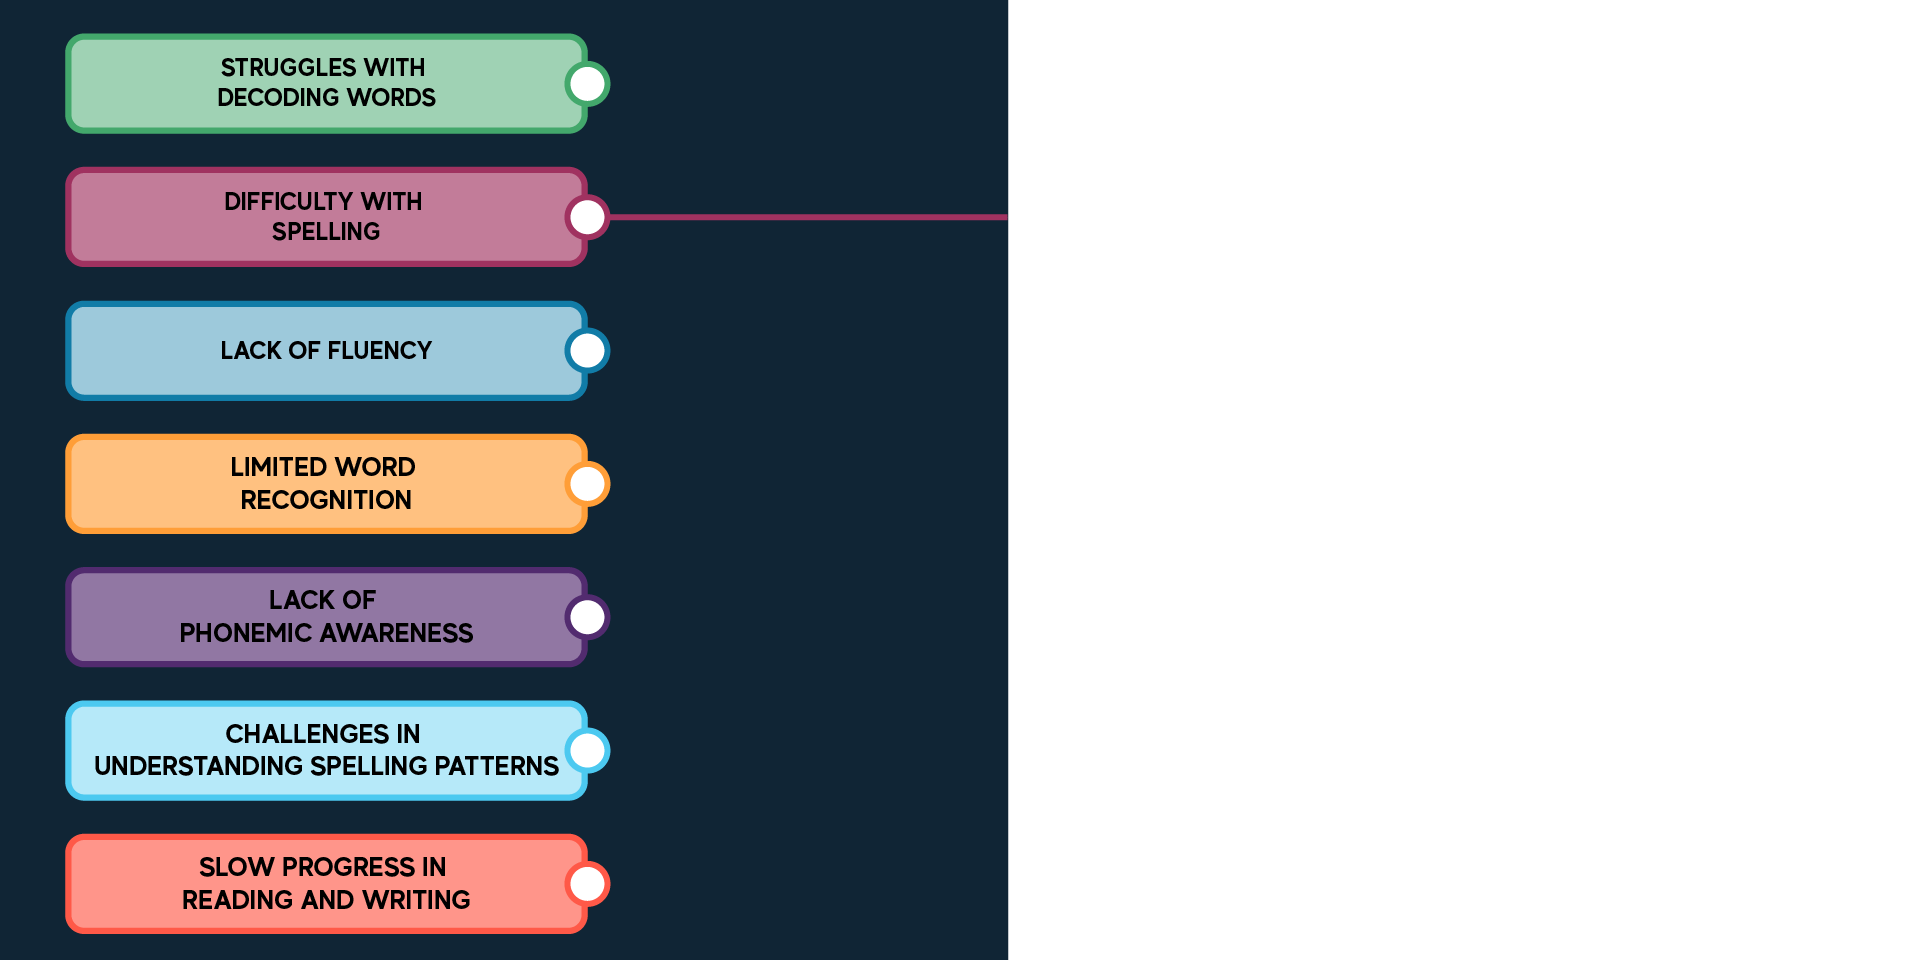 STRUGGLES WITH
DECODING WORDS
DIFFICULTY WITH
SPELLING
LACK OF FLUENCY
LIMITED WORD
RECOGNITION
LACK OF
PHONEMIC AWARENESS
CHALLENGES IN
UNDERSTANDING SPELLING PATTERNS
SLOW PROGRESS IN
READING AND WRITING